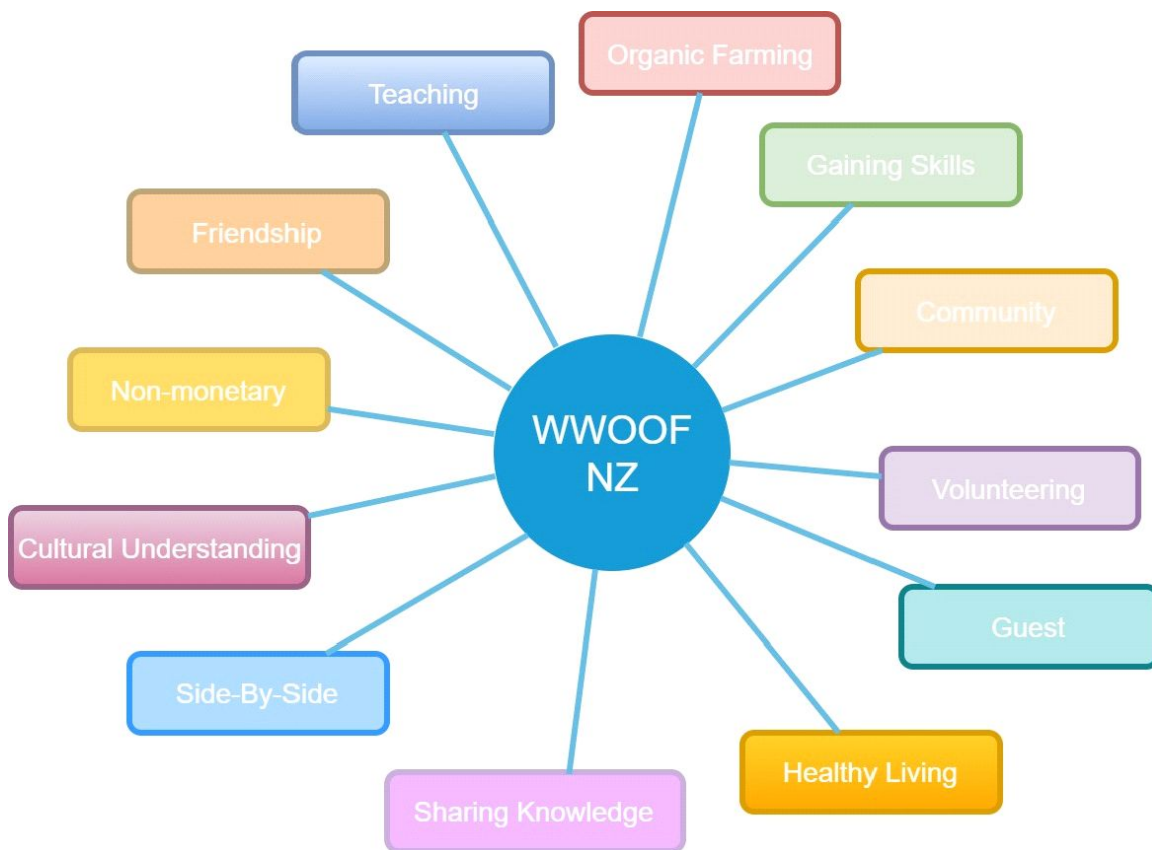 Organic Farming
Teaching
Gaining Skills
Friendship
Community
Non-monetary
WWOOF
NZ
Volunteering
Cultural Understanding
Guest
Side-By-Side
Healthy Living
Sharing Knowledge